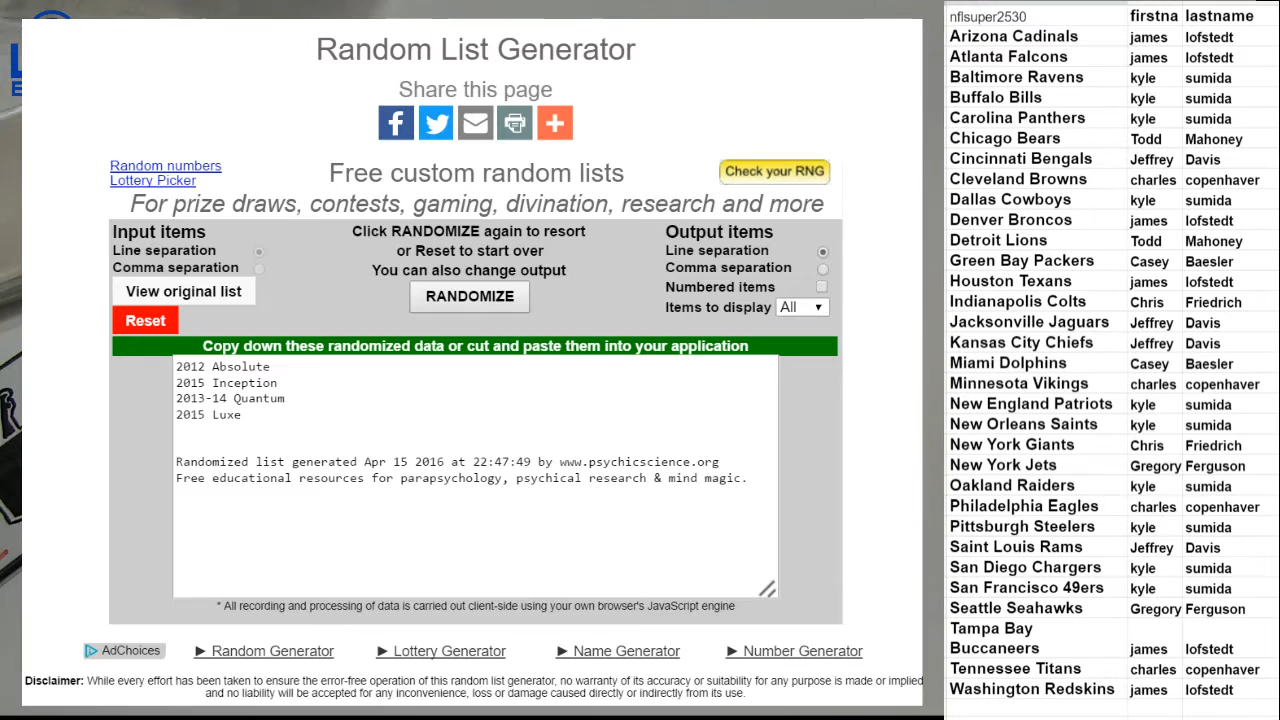 Random List Generator
Share this page
Random numbers
Lottery Picker
Free custom random lists
Check your RNG
For prize draws, contests, gaming, divination, research and more
Input items
Line separation
Comma separation
View original list
Reset
Click RANDOMIZE again to resort
or Reset to start over
You can also change output
RANDOMIZE
Output items
Line separation
Comma separation
Numbered items
Items to display All
Copy down these randomized data or cut and paste them into your application
2012 Absolute
2015 Inception
2013-14 Quantum
2015 Luxe
Randomized list generated Apr 15 2016 at 22:47:49 by www.psychicscience.org
Free educational resources for parapsychology, psychical research & mind magic.
* All recording and processing of data is carried out client-side using your own browser's JavaScript engine
AdChoices
► Random Generator
► Lottery Generator
► Name Generator
► Number Generator
Disclaimer: While every effort has been taken to ensure the error-free operation of this random list generator, no warranty of its accuracy or suitability for any purpose is made or implied
and no liability will be accepted for any inconvenience, loss or damage caused directly or indirectly from its use.
nflsuper2530 firstna lastname
Arizona Cadinals james lofstedt
Atlanta Falcons james lofstedt
Baltimore Ravens kyle sumida
Buffalo Bills kyle sumida
Carolina Panthers kyle sumida
Chicago Bears Todd Mahoney
Cincinnati Bengals Jeffrey Davis
Cleveland Browns charles copenhaver
Dallas Cowboys kyle sumida
Denver Broncos james lofstedt
Detroit Lions Todd Mahoney
Green Bay Packers Casey Baesler
Houston Texans james lofstedt
Indianapolis Colts Chris Friedrich
Jacksonville Jaguars Jeffrey Davis
Kansas City Chiefs Jeffrey Davis
Miami Dolphins Casey Baesler
Minnesota Vikings charles copenhaver
New England Patriots kyle sumida
New Orleans Saints kyle sumida
New York Giants Chris Friedrich
New York Jets Gregory Ferguson
Oakland Raiders kyle sumida
Philadelphia Eagles charles copenhaver
Pittsburgh Steelers kyle sumida
Saint Louis Rams Jeffrey Davis
San Diego Chargers kyle sumida
San Francisco 49ers kyle sumida
Seattle Seahawks Gregory Ferguson
Tampa Bay
Buccaneers james lofstedt
Tennessee Titans charles copenhaver
Washington Redskins james lofstedt